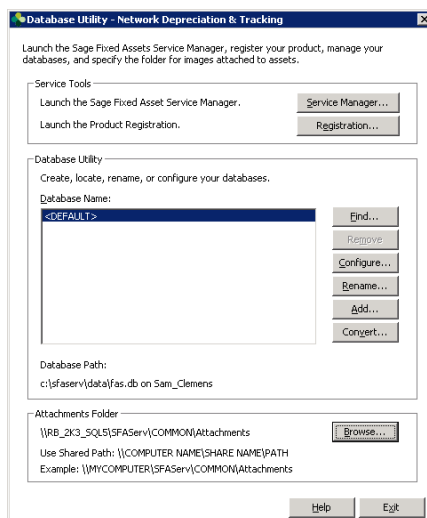 Database Utility - Network Depreciation & Tracking
Launch the Sage Fixed Assets Service Manager, register your product, manage your
databases, and specify the folder for images attached to assets.
Service Tools
Launch the Sage Fixed Asset Service Manager.
Service Manager...
Launch the Product Registration.
Registration...
Database Utility
Create, locate, rename, or configure your databases.
Database Name:
<DEFAULT>
Find...
Remove
Configure...
Rename...
Add...
Convert...
Database Path:
c:\sfaserv\data\fas.db on Sam_Clemens
Attachments Folder
\\RB_2K3_SQL5\SFAServ\COMMON\Attachments
Browse...
Use Shared Path: \\COMPUTER NAME\SHARE NAME\PATH
Example: \\MYCOMPUTER\SFAServ\COMMON\Attachments
Help
Exit